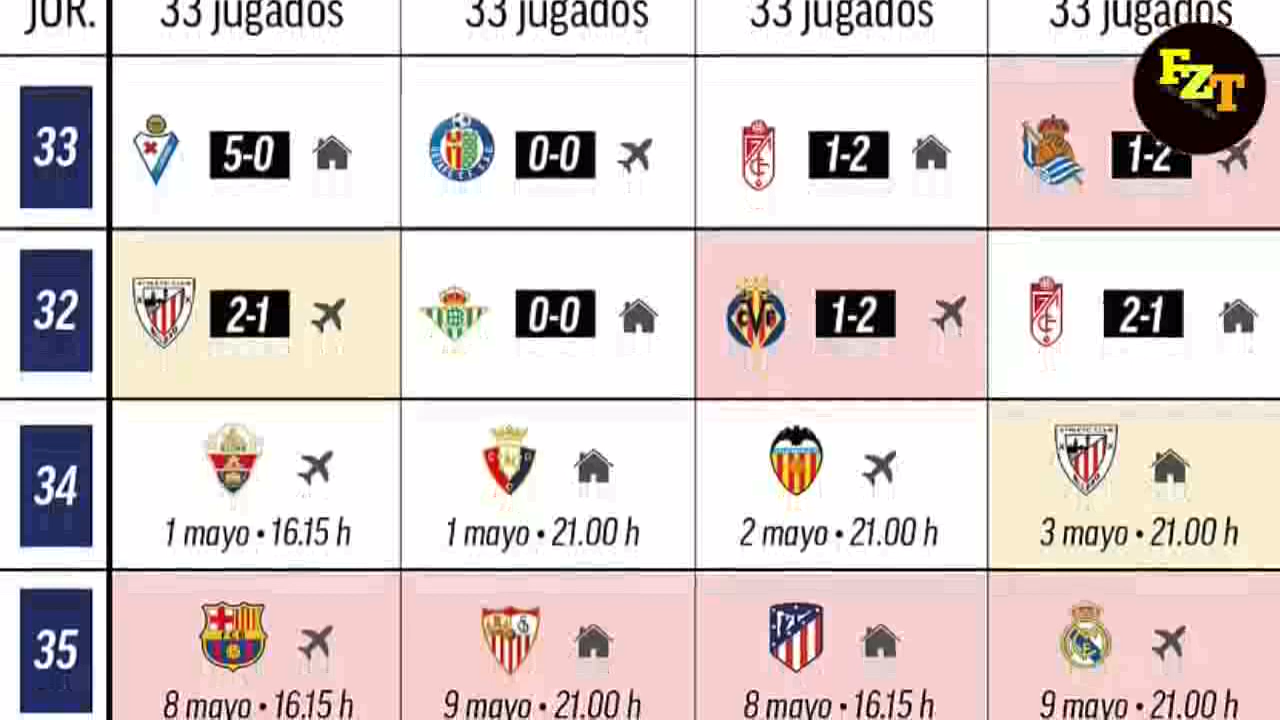 JOR. 33 jugados 33 jugados 33 jugados 33 jugados
FZT
33 5-0 0-0 1-2 1-2
32 2-1 0-0 1-2 2-1
34
1 mayo • 16.15 h 1 mayo • 21.00 h 2 mayo • 21.00 h 3 mayo • 21.00 h
35
8 mayo • 16.15 h 9 mayo • 21.00 h 8 mayo • 16.15 h 9 mayo • 21.00 h